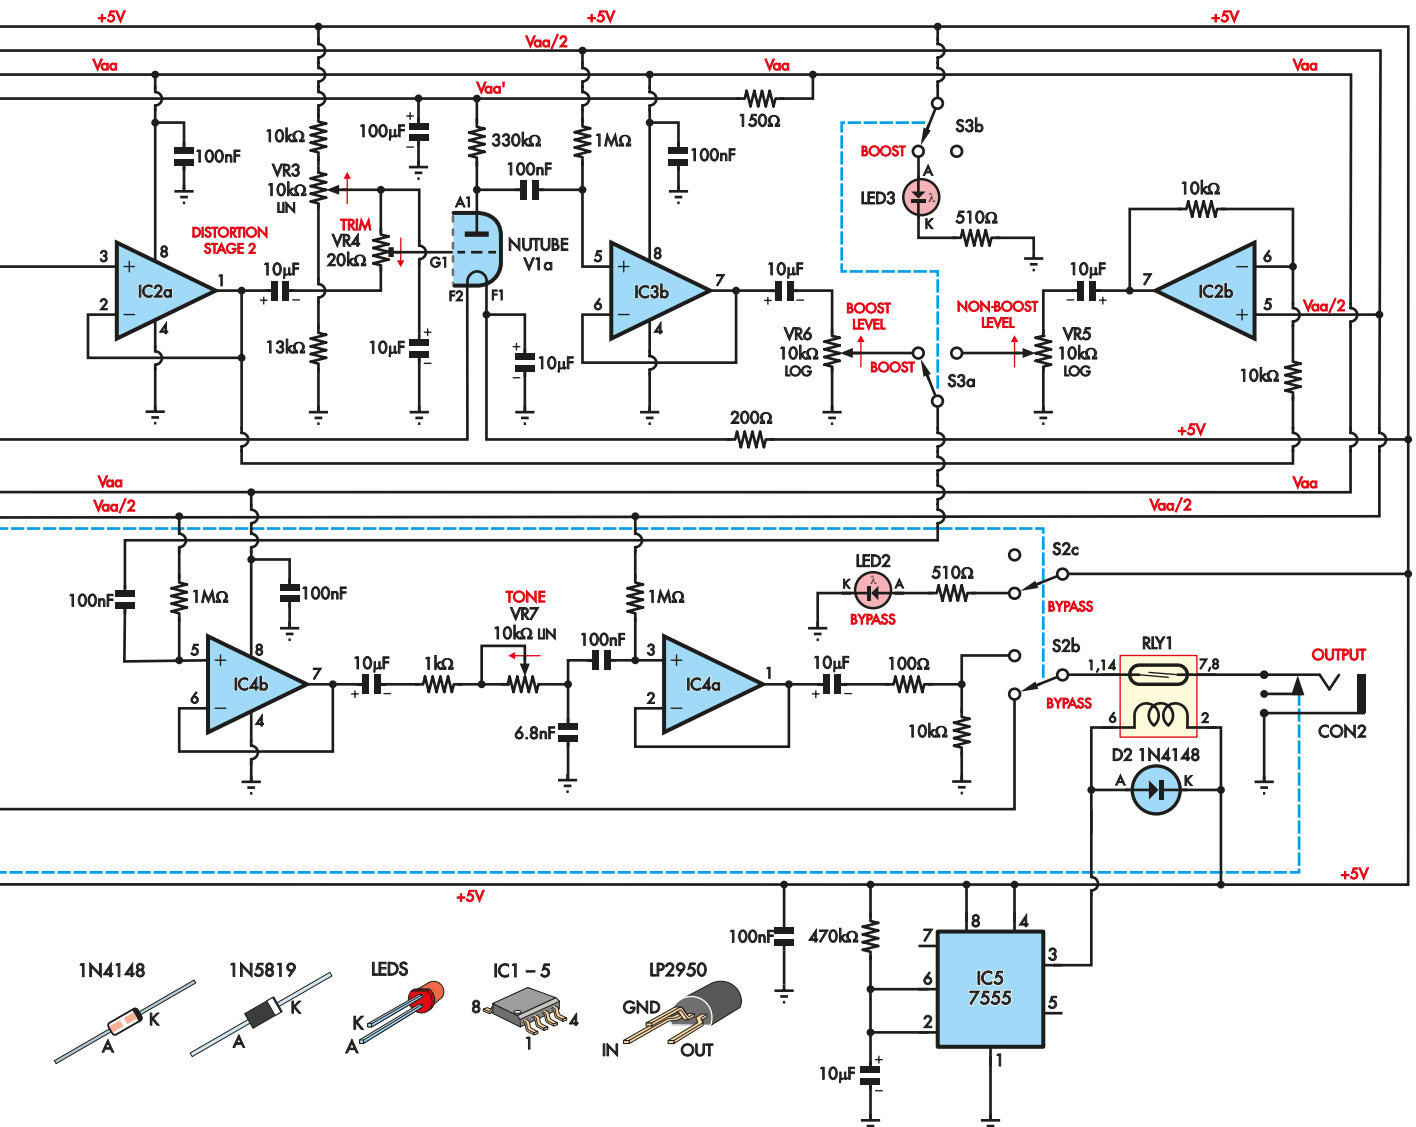 +5V
+5V
+5V
Vaa/2
Vaa
Vaa
Vaa
Vaa'
150Ω
10kΩ
100µF
+
–
330kΩ
1MΩ
100nF
100nF
100nF
S3b
BOOST
A
LED3
λ
K
510Ω
VR3
10kΩ
LIN
DISTORTION
STAGE 2
TRIM
VR4
20kΩ
A1
G1
F2
F1
NUTUBE
V1a
10kΩ
3
+
2
–
8
IC2a
1
4
10µF
+
–
13kΩ
10µF
+
–
10µF
+
–
5
+
6
–
8
IC3b
7
4
10µF
+
–
BOOST
LEVEL
VR6
10kΩ
LOG
BOOST
S3a
NON-BOOST
LEVEL
VR5
10kΩ
LOG
10µF
–
+
7
IC2b
–
6
+
5
Vaa/2
10kΩ
200Ω
+5V
Vaa
Vaa
Vaa/2
Vaa/2
100nF
1MΩ
100nF
5
+
6
–
8
IC4b
7
4
10µF
+
–
1kΩ
TONE
VR7
10kΩ LIN
6.8nF
100nF
1MΩ
3
+
2
–
IC4a
1
10µF
+
–
100Ω
10kΩ
LED2
K
λ
A
BYPASS
510Ω
S2c
BYPASS
S2b
BYPASS
RLY1
1,14
7,8
6
2
D2 1N4148
A
K
OUTPUT
CON2
+5V
+5V
100nF
470kΩ
10µF
+
–
7
6
2
8
4
IC5
7555
3
5
1
1N4148
K
A
1N5819
K
A
LEDS
K
A
IC1 – 5
8
4
1
LP2950
GND
IN
OUT